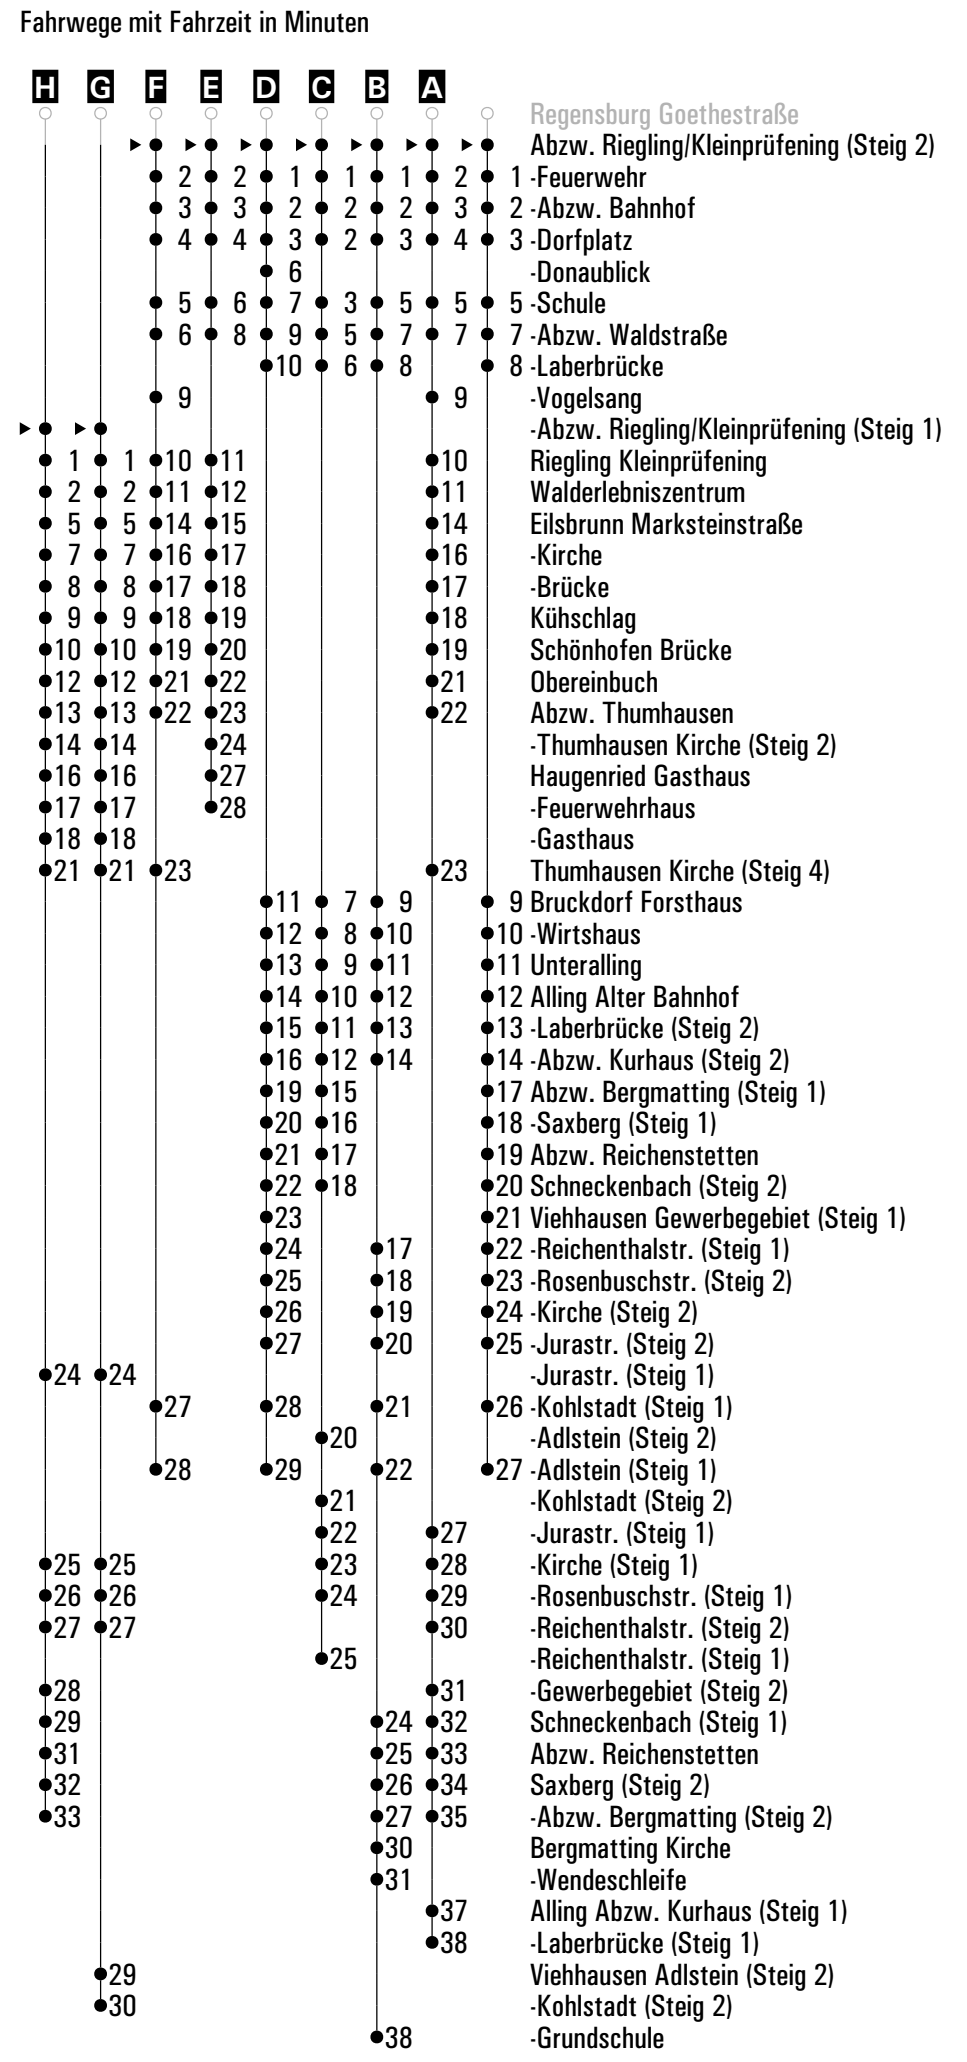 Fahrwege mit Fahrzeit in Minuten
H G F E D C B A
Regensburg Goethestraße
Abzw. Riegling/Kleinprüfening (Steig 2)
2 2 1 1 1 2 1 -Feuerwehr
3 3 2 2 2 3 2 -Abzw. Bahnhof
4 4 3 2 3 4 3 -Dorfplatz
6 -Donaublick
5 6 7 3 5 5 5 -Schule
6 8 9 5 7 7 7 -Abzw. Waldstraße
10 6 8 8 -Laberbrücke
9 9 -Vogelsang
-Abzw. Riegling/Kleinprüfening (Steig 1)
1 1 10 11 10 Riegling Kleinprüfening
2 2 11 12 11 Walderlebniszentrum
5 5 14 15 14 Eilsbrunn Marksteinstraße
7 7 16 17 16 -Kirche
8 8 17 18 17 -Brücke
9 9 18 19 18 Kühschlag
10 10 19 20 19 Schönhofen Brücke
12 12 21 22 21 Obereinbuch
13 13 22 23 22 Abzw. Thumhausen
14 14 24 -Thumhausen Kirche (Steig 2)
16 16 27 Haugenried Gasthaus
17 17 28 -Feuerwehrhaus
18 18 -Gasthaus
21 21 23 23 Thumhausen Kirche (Steig 4)
11 7 9 9 Bruckdorf Forsthaus
12 8 10 10 -Wirtshaus
13 9 11 11 Unteralling
14 10 12 12 Alling Alter Bahnhof
15 11 13 13 -Laberbrücke (Steig 2)
16 12 14 14 -Abzw. Kurhaus (Steig 2)
19 15 17 Abzw. Bergmatting (Steig 1)
20 16 18 -Saxberg (Steig 1)
21 17 19 Abzw. Reichenstetten
22 18 20 Schneckenbach (Steig 2)
23 21 Viehhausen Gewerbegebiet (Steig 1)
24 17 22 -Reichenthalstr. (Steig 1)
25 18 23 -Rosenbuschstr. (Steig 2)
26 19 24 -Kirche (Steig 2)
27 20 25 -Jurastr. (Steig 2)
24 24 -Jurastr. (Steig 1)
27 28 21 26 -Kohlstadt (Steig 1)
20 -Adlstein (Steig 2)
28 29 22 27 -Adlstein (Steig 1)
21 -Kohlstadt (Steig 2)
22 27 -Jurastr. (Steig 1)
25 25 23 28 -Kirche (Steig 1)
26 26 24 29 -Rosenbuschstr. (Steig 1)
27 27 30 -Reichenthalstr. (Steig 2)
25 -Reichenthalstr. (Steig 1)
28 31 -Gewerbegebiet (Steig 2)
29 24 32 Schneckenbach (Steig 1)
31 25 33 Abzw. Reichenstetten
32 26 34 Saxberg (Steig 2)
33 27 35 -Abzw. Bergmatting (Steig 2)
30 Bergmatting Kirche
31 -Wendeschleife
37 Alling Abzw. Kurhaus (Steig 1)
38 -Laberbrücke (Steig 1)
29 Viehhausen Adlstein (Steig 2)
30 -Kohlstadt (Steig 2)
38 -Grundschule